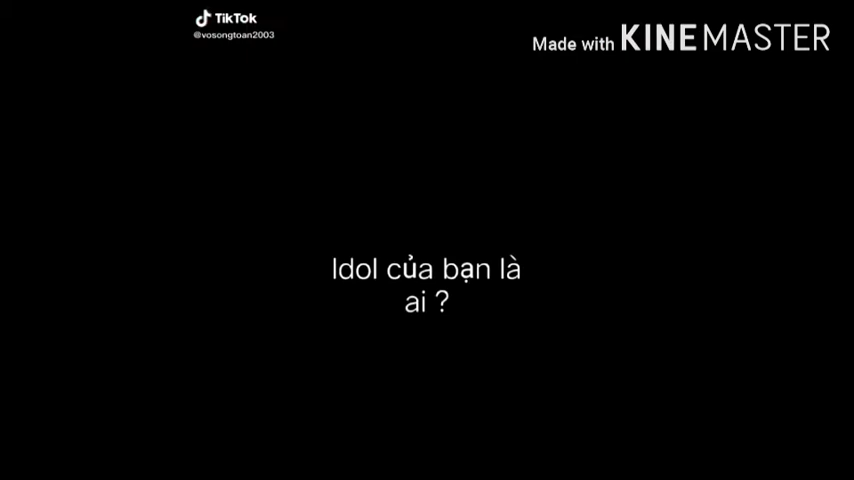 TikTok
@vosongtoan2003
Made with KINEMASTER
Idol của bạn là
ai ?